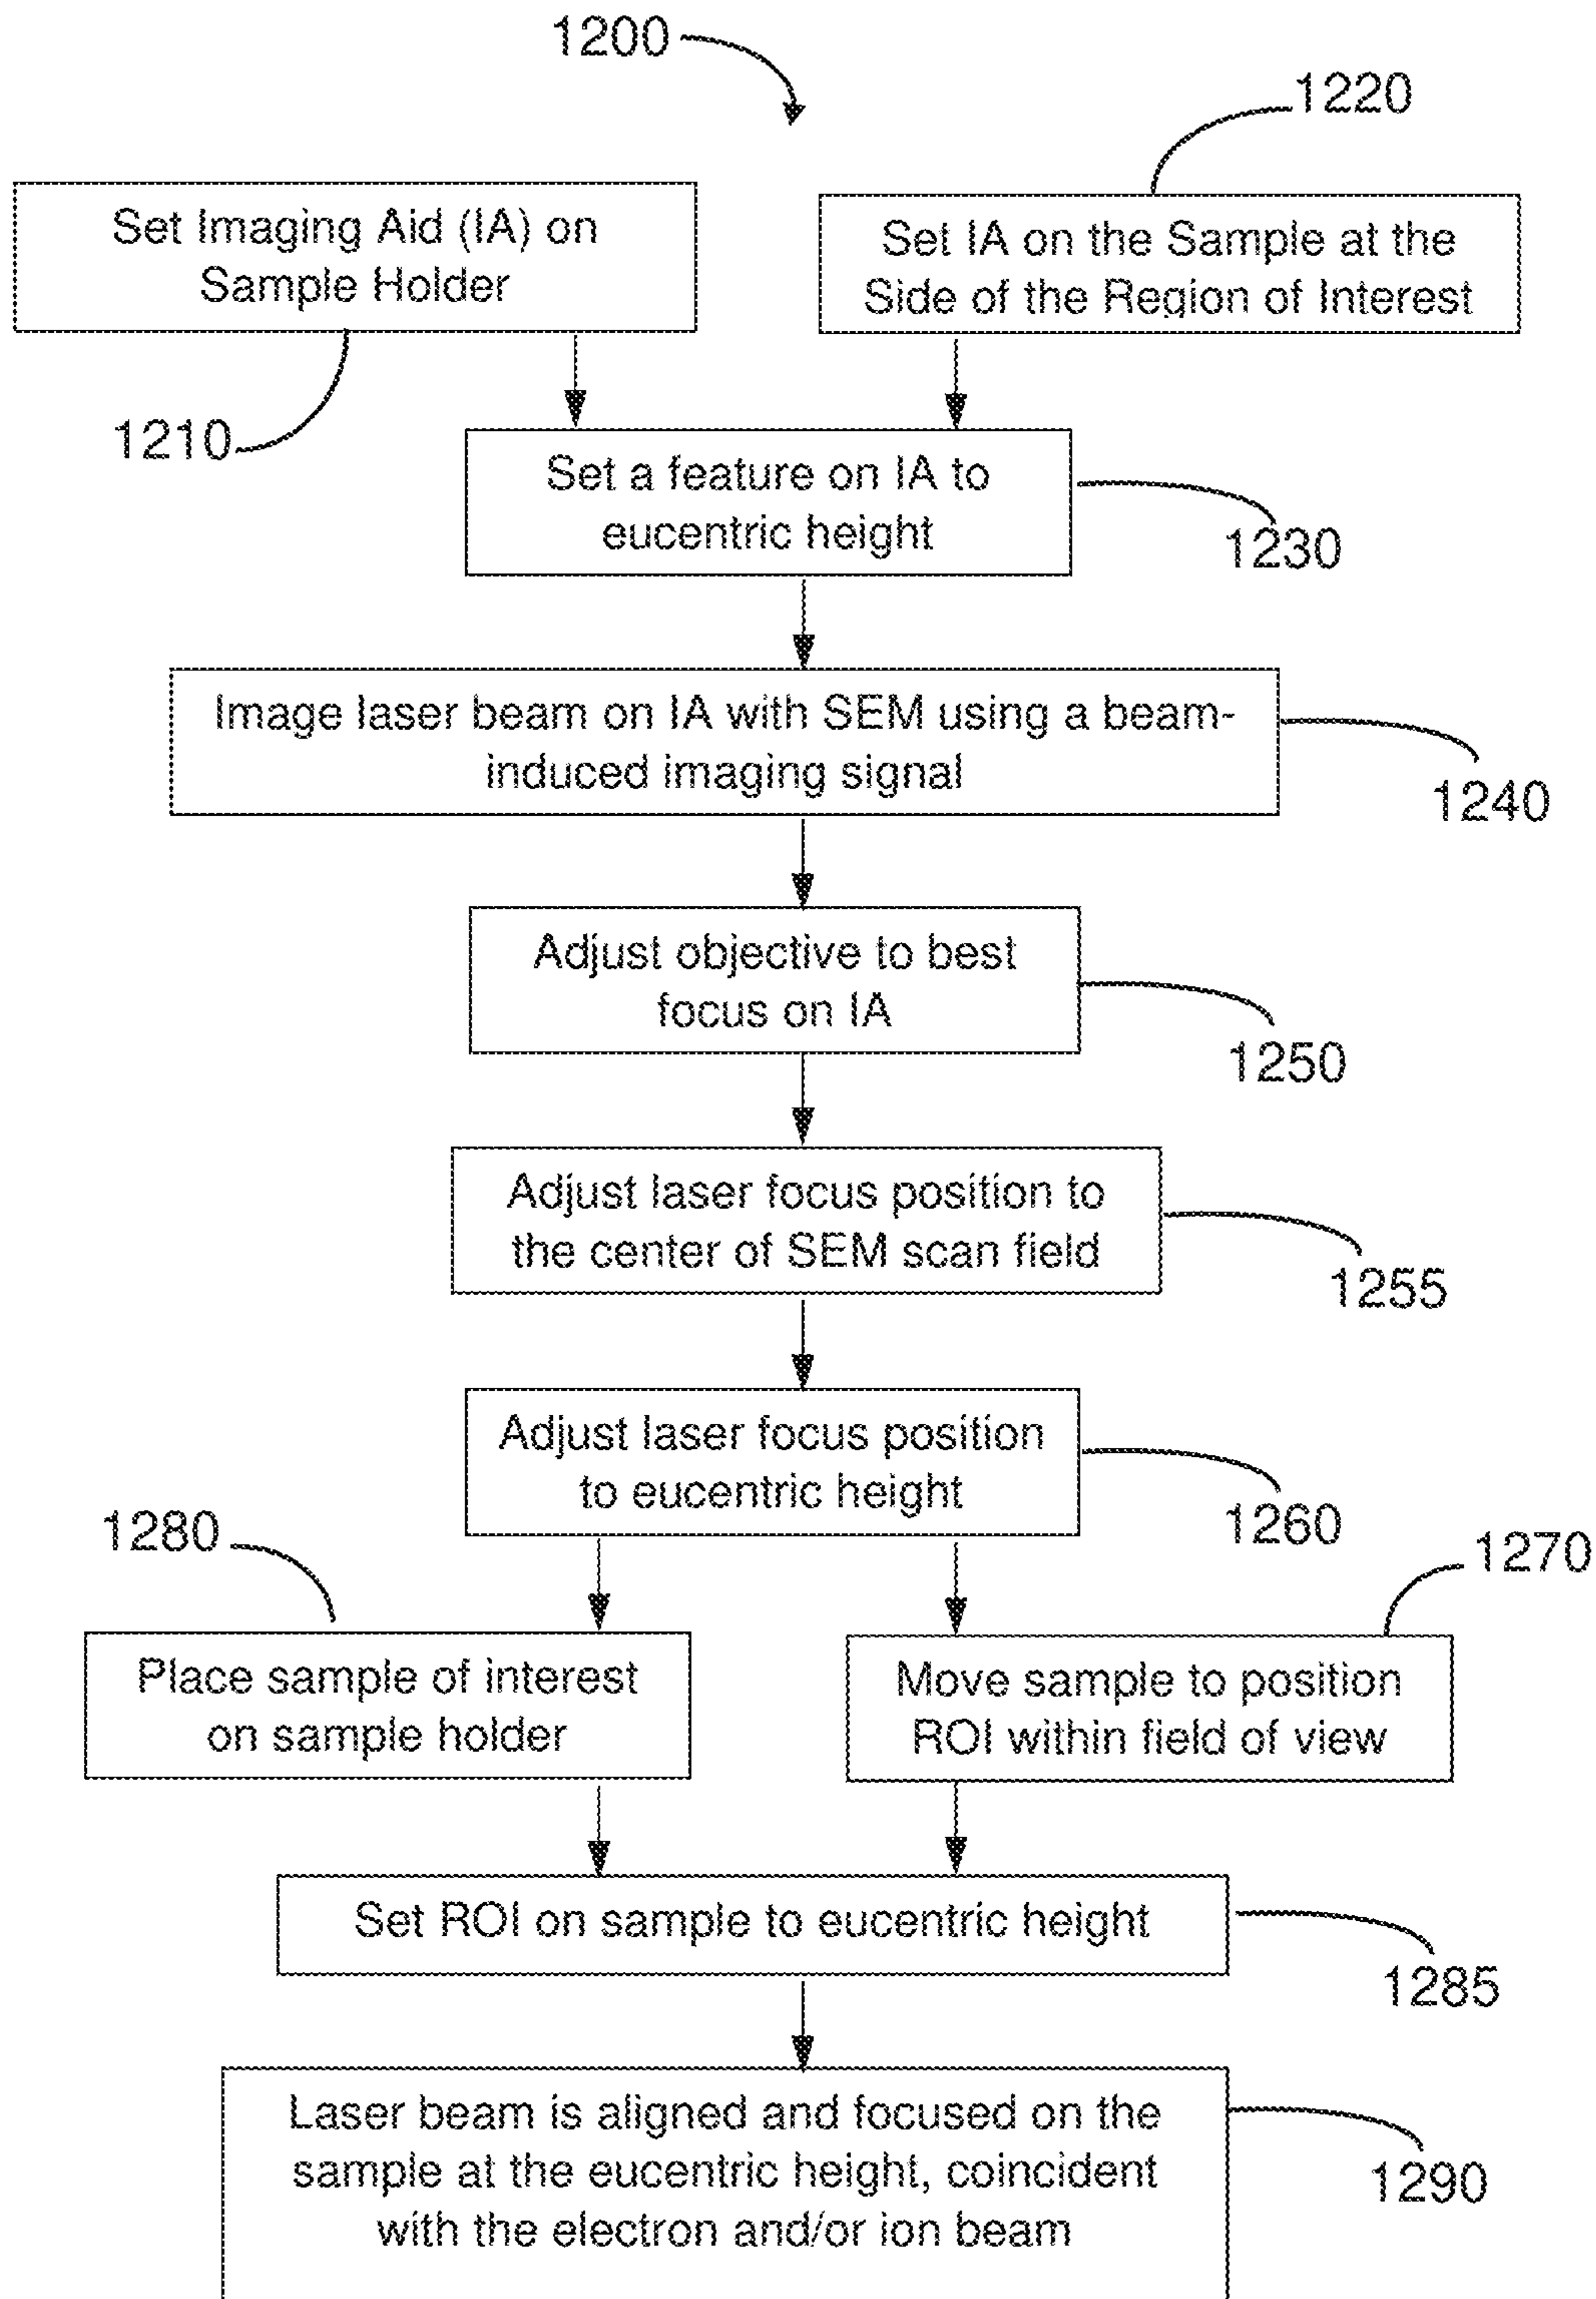 1200
1220
Set Imaging Aid (IA) on
Sample Holder
Set IA on the Sample at the
Side of the Region of Interest
1210
Set a feature on IA to
eucentric height
1230
Image laser beam on IA with SEM using a beam-
induced imaging signal
1240
Adjust objective to best
focus on IA
1250
Adjust laser focus position to
the center of SEM scan field
1255
Adjust laser focus position
to eucentric height
1260
1280
1270
Place sample of interest
on sample holder
Move sample to position
ROI within field of view
Set ROI on sample to eucentric height
1285
Laser beam is aligned and focused on the
sample at the eucentric height, coincident
with the electron and/or ion beam
1290